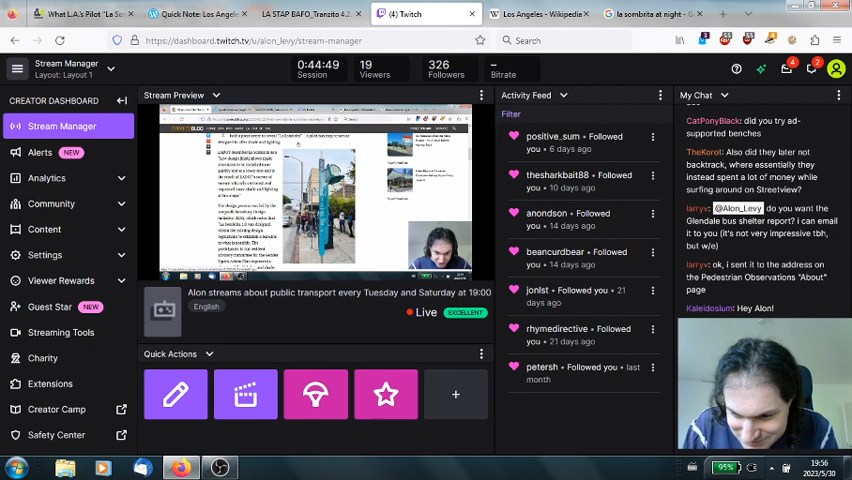 What L.A.'s Pilot "La Som
Quick Note: Los Angeles
LA STAP BAFO_Tranzito 4.2.
(4) Twitch
Los Angeles - Wikipedia
la sombrita at night - G
https://dashboard.twitch.tv/u/alon_levy/stream-manager
Search
Stream Manager
Layout: Layout 1
0:44:49
Session
19
Viewers
326
Followers
–
Bitrate
4
2
CREATOR DASHBOARD
Stream Manager
Alerts NEW
Analytics
Community
Content
Settings
Viewer Rewards
Guest Star NEW
Streaming Tools
Charity
Extensions
Creator Camp
Safety Center
Stream Preview
Alon streams about public transport every Tuesday and Saturday at 19:00
English
Live EXCELLENT
Quick Actions
+
Activity Feed
Filter
positive_sum • Followed
you • 6 days ago
thesharkbait88 • Followed
you • 10 days ago
anondson • Followed
you • 14 days ago
beancurdbear • Followed
you • 14 days ago
jonlst • Followed you • 21
days ago
rhymedirective • Followed
you • 21 days ago
petersh • Followed you • last
month
My Chat
CatPonyBlack: did you try ad-
supported benches
TheKorot: Also did they later not
backtrack, where essentially they
instead spent a lot of time while
surfing around on Streetview?
larryv: @Alon_Levy do you want the
Glendale bus shelter report? i can email
it to you (it's not very impressive tbh,
but w/e)
larryv: ok, i sent it to the address on
the Pedestrian Observations "About"
page
Kaleidosium: Hey Alon!
95%
19:56
2023/5/30